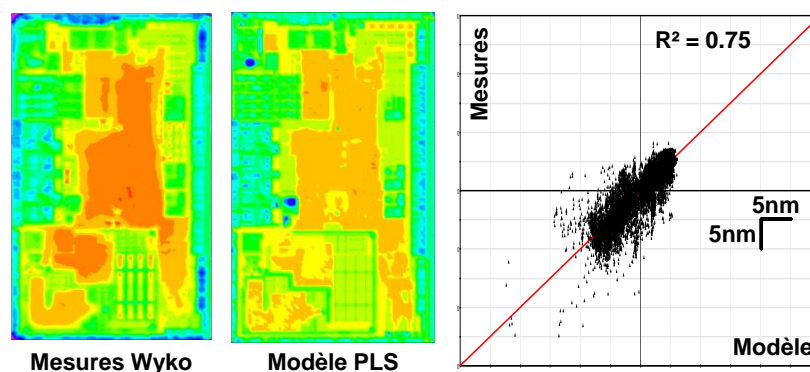 Mesures Wyko
Modèle PLS
Mesures
R² = 0.75
5nm
5nm
Modèle